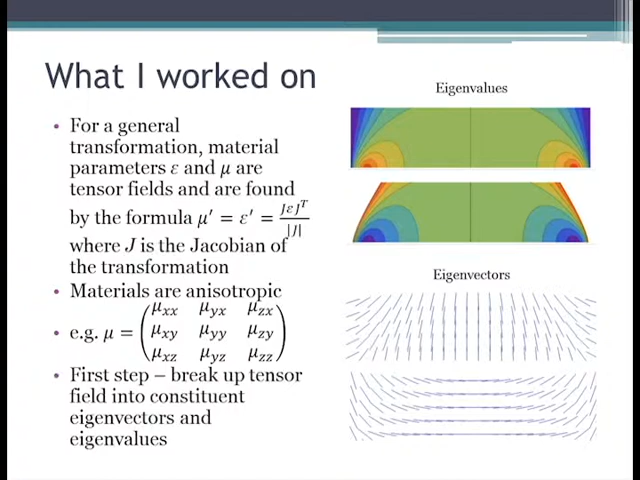 What I worked on
• For a general
transformation, material
parameters ε and μ are
tensor fields and are found
by the formula μ′ = ε′ = JεJᵀ/|J|
where J is the Jacobian of
the transformation
• Materials are anisotropic
• e.g. μ = (μxx μyx μzx
μxy μyy μzy
μxz μyz μzz)
• First step – break up tensor
field into constituent
eigenvectors and
eigenvalues
Eigenvalues
Eigenvectors